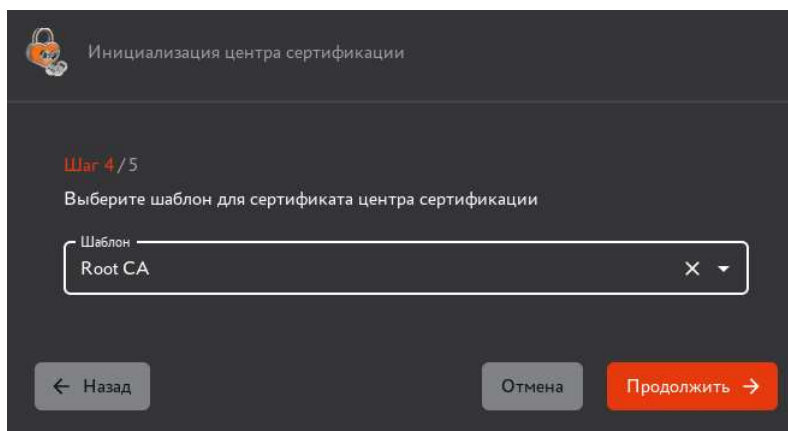 Инициализация центра сертификации
Шаг 4/5
Выберите шаблон для сертификата центра сертификации
Шаблон
Root CA
Назад
Отмена
Продолжить